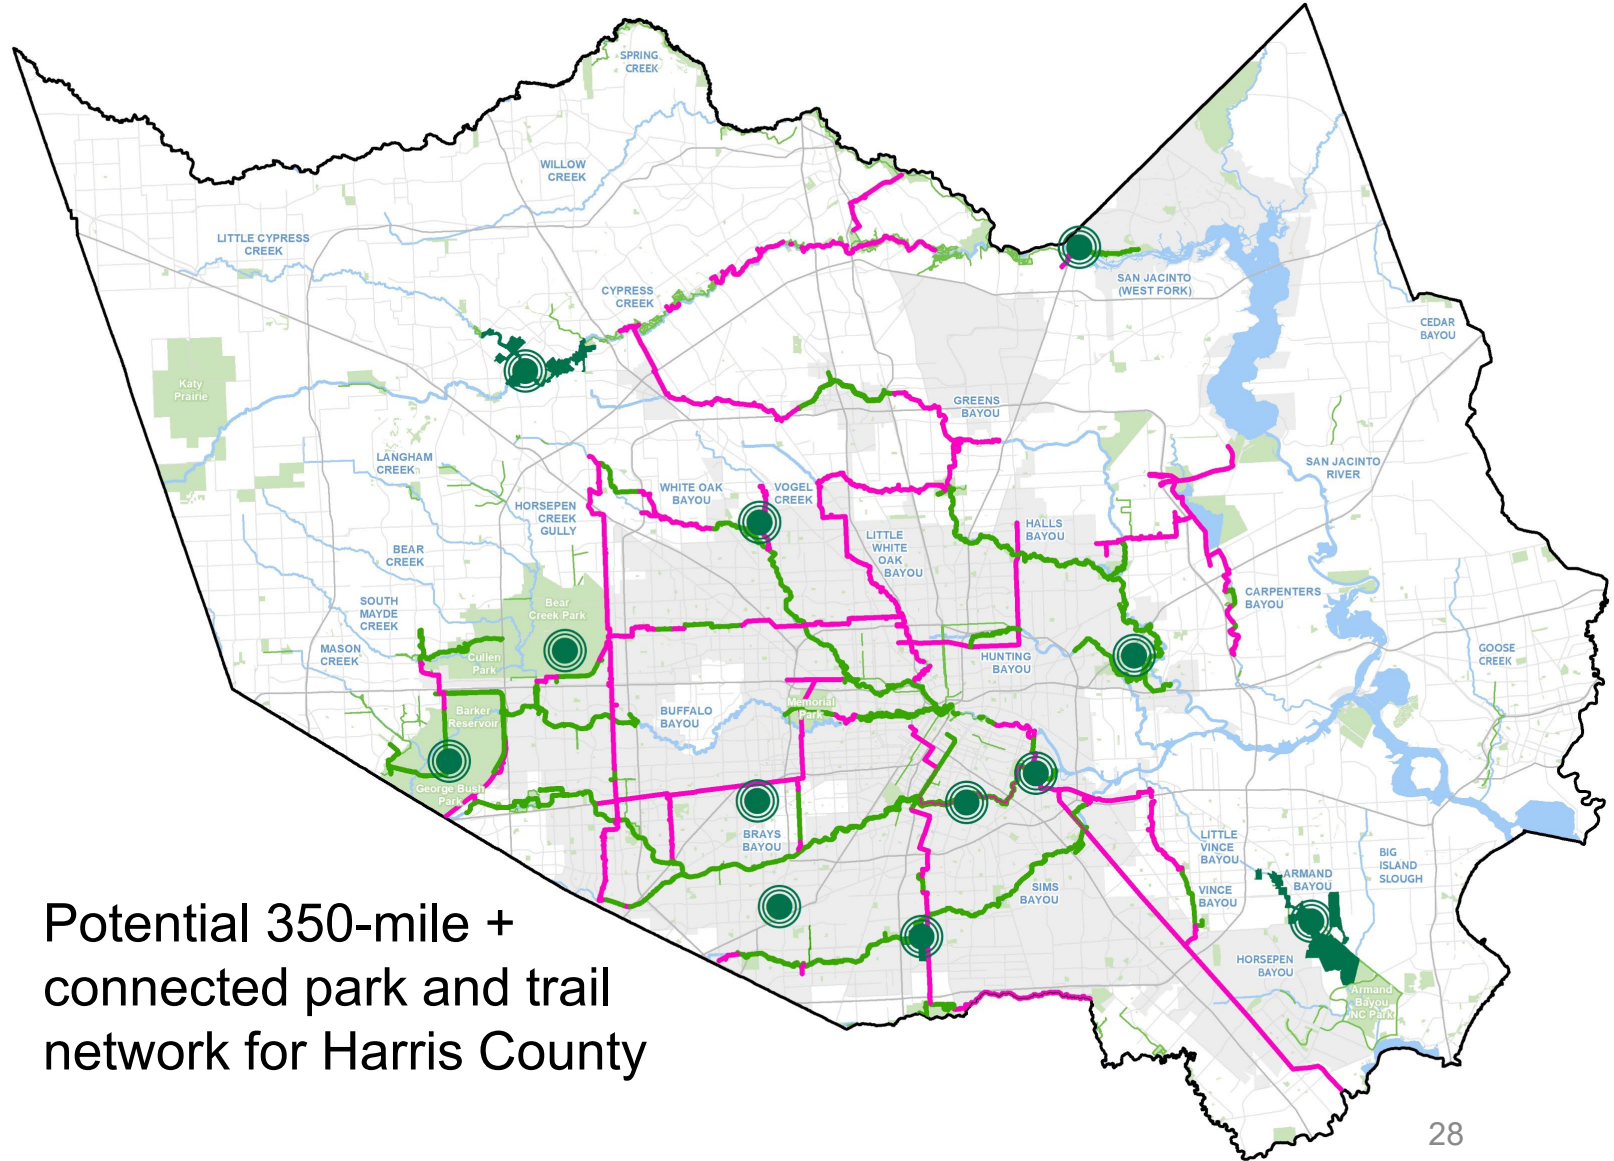 SPRING
CREEK
WILLOW
CREEK
LITTLE CYPRESS
CREEK
CYPRESS
CREEK
SAN JACINTO
(WEST FORK)
CEDAR
BAYOU
Katy
Prairie
GREENS
BAYOU
LANGHAM
CREEK
SAN JACINTO
RIVER
WHITE OAK
BAYOU
VOGEL
CREEK
HORSEPEN
CREEK
GULLY
HALLS
BAYOU
LITTLE
WHITE
OAK
BAYOU
BEAR
CREEK
CARPENTERS
BAYOU
SOUTH
MAYDE
CREEK
Bear
Creek Park
MASON
CREEK
Cullen
Park
HUNTING
BAYOU
GOOSE
CREEK
Barker
Reservoir
BUFFALO
BAYOU
Memorial
Park
George Bush
Park
BRAYS
BAYOU
LITTLE
VINCE
BAYOU
BIG
ISLAND
SLOUGH
SIMS
BAYOU
VINCE
BAYOU
ARMAND
BAYOU
HORSEPEN
BAYOU
Armand
Bayou
NC Park
Potential 350-mile +
connected park and trail
network for Harris County
28